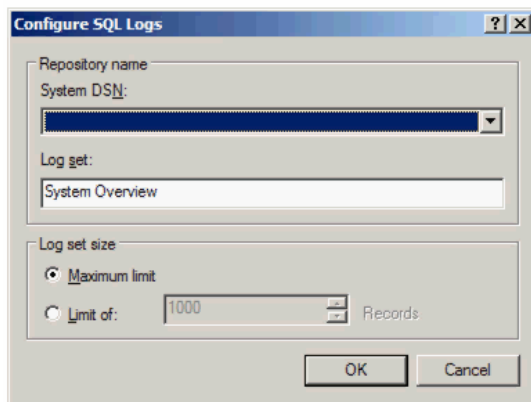 Configure SQL Logs
Repository name
System DSN:
Log set:
System Overview
Log set size
Maximum limit
Limit of: 1000 Records
OK Cancel